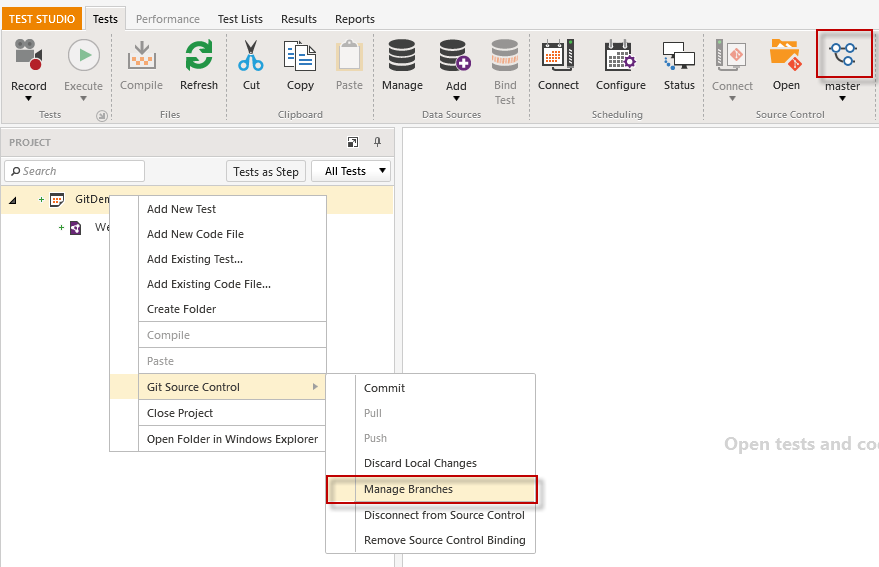 TEST STUDIO Tests Performance Test Lists Results Reports
Record Execute Compile Refresh Cut Copy Paste Manage Add Bind Test Connect Configure Status Connect Open master
Tests Files Clipboard Data Sources Scheduling Source Control
PROJECT
Search Tests as Step All Tests
GitDem
We
Add New Test
Add New Code File
Add Existing Test...
Add Existing Code File...
Create Folder
Compile
Paste
Git Source Control
Close Project
Open Folder in Windows Explorer
Commit
Pull
Push
Discard Local Changes
Manage Branches
Disconnect from Source Control
Remove Source Control Binding
Open tests and co